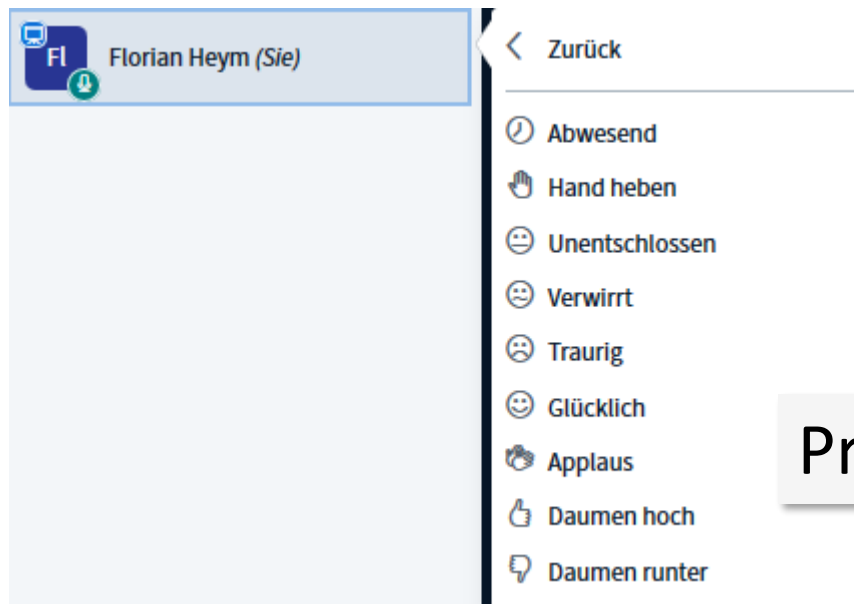 Fl
Florian Heym (Sie)
Zurück
Abwesend
Hand heben
Unentschlossen
Verwirrt
Traurig
Glücklich
Applaus
Pr
Daumen hoch
Daumen runter